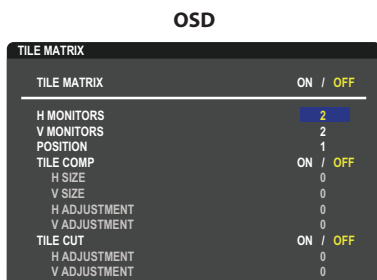 OSD
TILE MATRIX
TILE MATRIX ON / OFF
H MONITORS 2
V MONITORS 2
POSITION 1
TILE COMP ON / OFF
H SIZE 0
V SIZE 0
H ADJUSTMENT 0
V ADJUSTMENT 0
TILE CUT ON / OFF
H ADJUSTMENT 0
V ADJUSTMENT 0